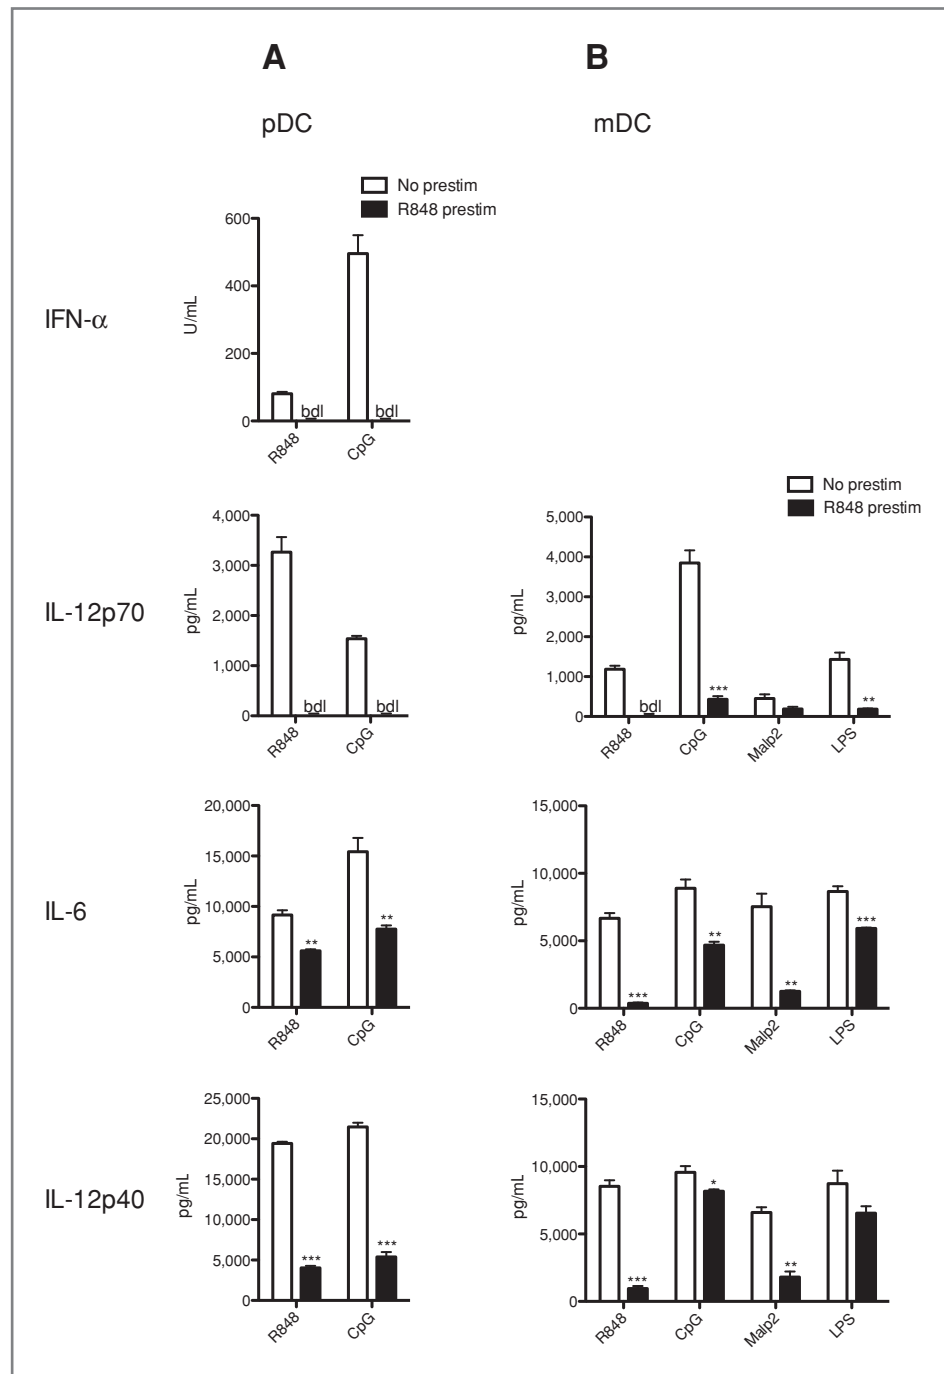 A
B
pDC
mDC
No prestim
R848 prestim
IFN-α
U/mL
600
400
200
0
bdl
bdl
R848
CpG
IL-12p70
pg/mL
4,000
3,000
2,000
1,000
0
bdl
bdl
R848
CpG
No prestim
R848 prestim
pg/mL
5,000
4,000
3,000
2,000
1,000
0
bdl
***
**
R848
CpG
Malp2
LPS
IL-6
pg/mL
20,000
15,000
10,000
5,000
0
**
**
R848
CpG
pg/mL
15,000
10,000
5,000
0
***
**
**
***
R848
CpG
Malp2
LPS
IL-12p40
pg/mL
25,000
20,000
15,000
10,000
5,000
0
***
***
R848
CpG
pg/mL
15,000
10,000
5,000
0
***
*
**
R848
CpG
Malp2
LPS